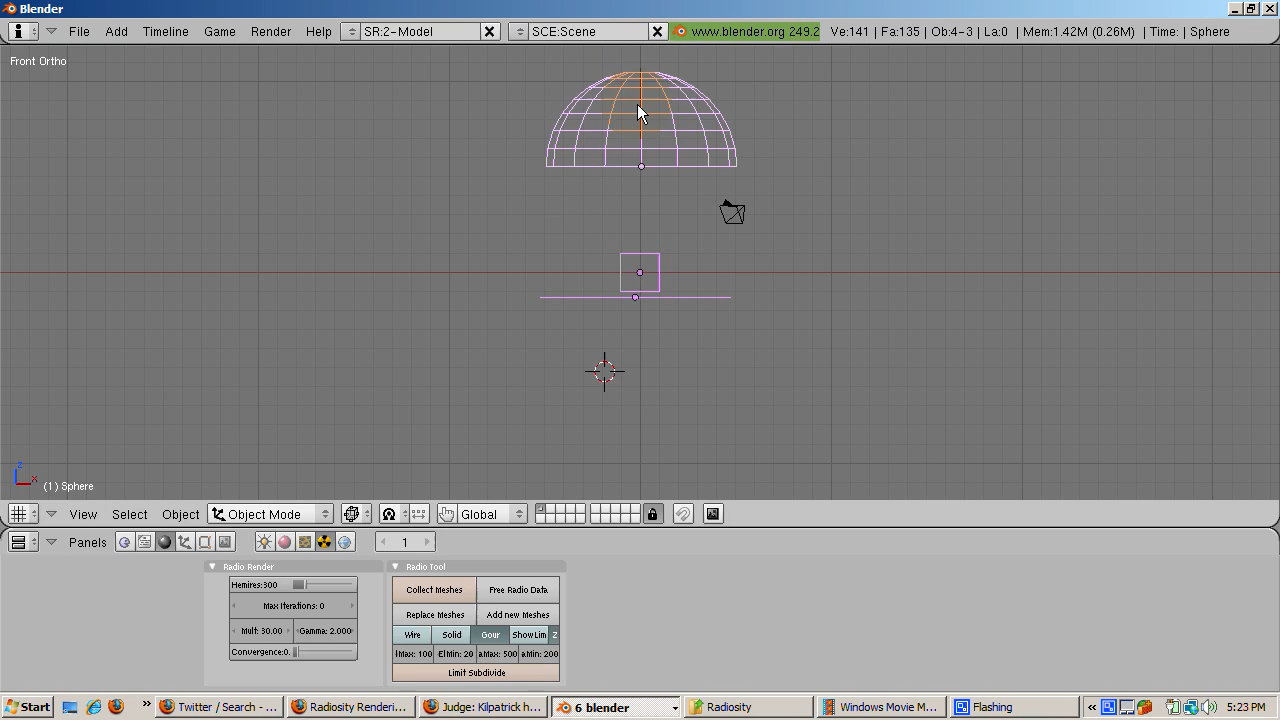 Blender
File Add Timeline Game Render Help SR:2-Model SCE:Scene www.blender.org 249.2 Ve:141 | Fa:135 | Ob:4-3 | La:0 | Mem:1.42M (0.26M) | Time: | Sphere
Front Ortho
z
x
(1) Sphere
View Select Object Object Mode Global
Panels 1
Radio Render Radio Tool
Hemires:300 Collect Meshes Free Radio Data
Max Iterations: 0
Replace Meshes Add new Meshes
Mult: 30.00 Gamma: 2.000 Wire Solid Gour ShowLim Z
Convergence:0. lMax: 100 ElMin: 20 aMax: 500 aMin: 200
Limit Subdivide
Start Twitter / Search - ... Radiosity Renderi... Judge: Kilpatrick h... 6 blender Radiosity Windows Movie M... Flashing 5:23 PM